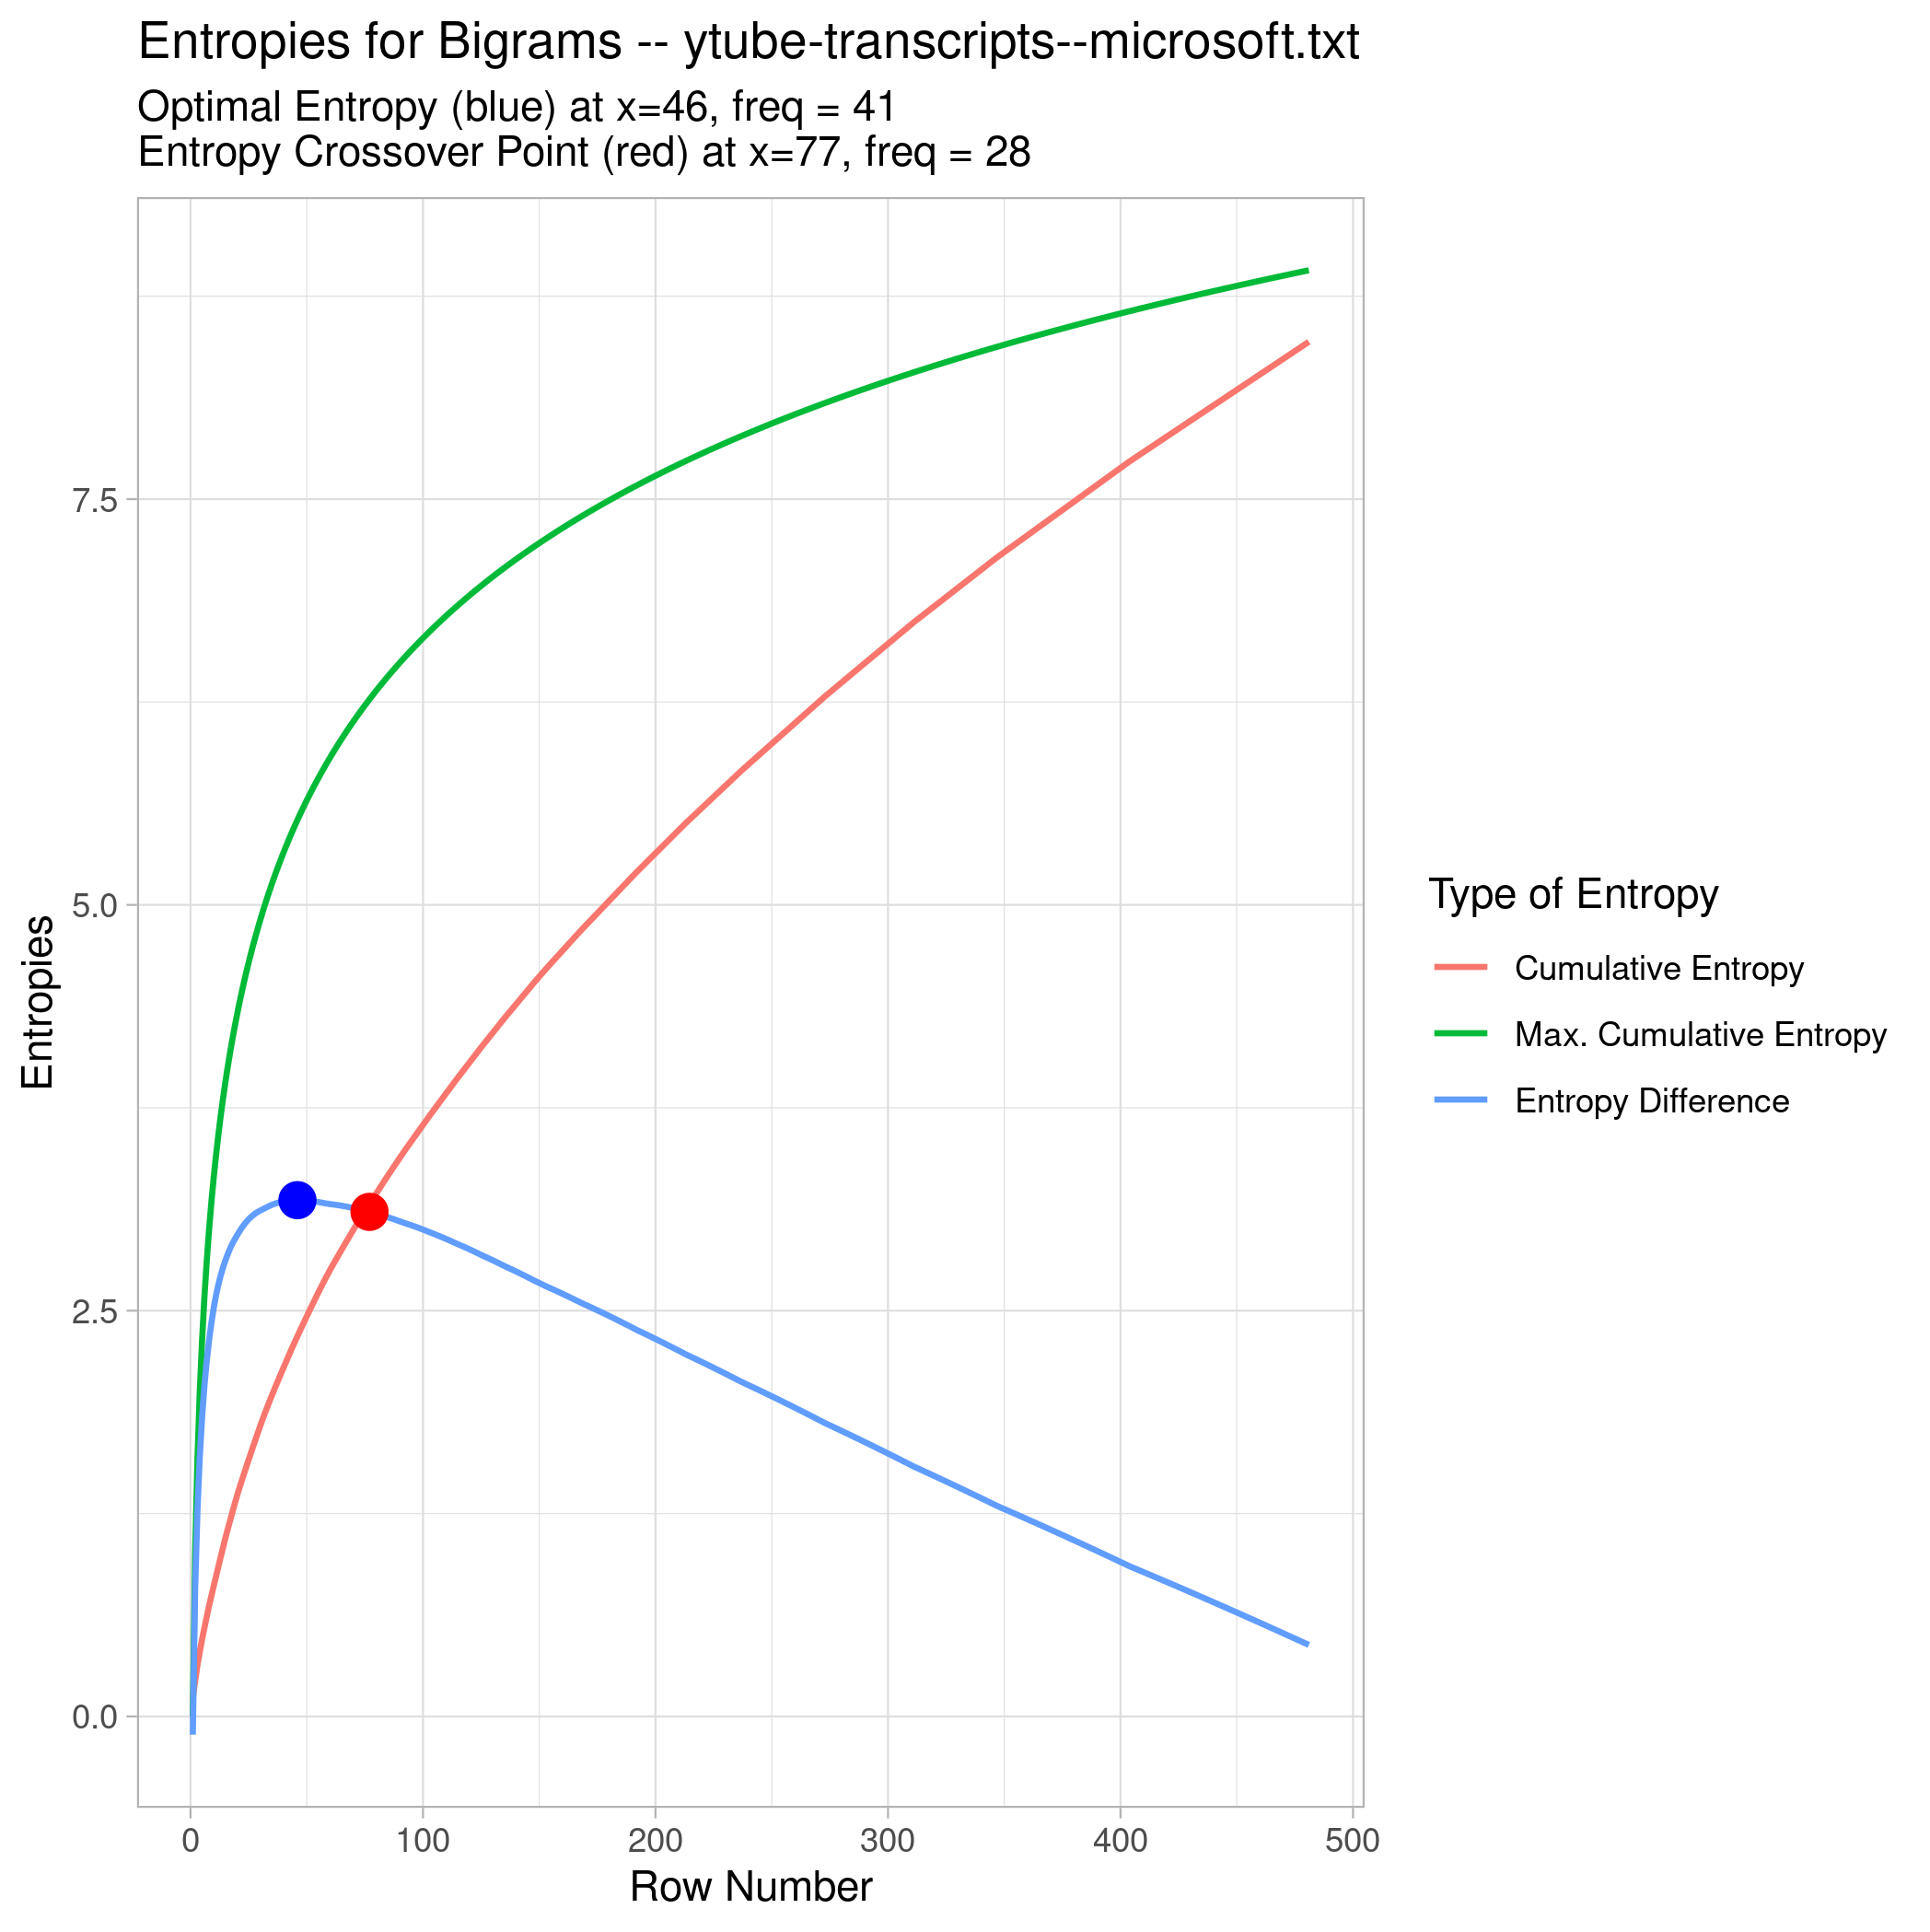 Entropies for Bigrams -- ytube-transcripts--microsoft.txt
Optimal Entropy (blue) at x=46, freq = 41
Entropy Crossover Point (red) at x=77, freq = 28
Entropies
7.5
5.0
2.5
0.0
0 100 200 300 400 500
Row Number
Type of Entropy
Cumulative Entropy
Max. Cumulative Entropy
Entropy Difference